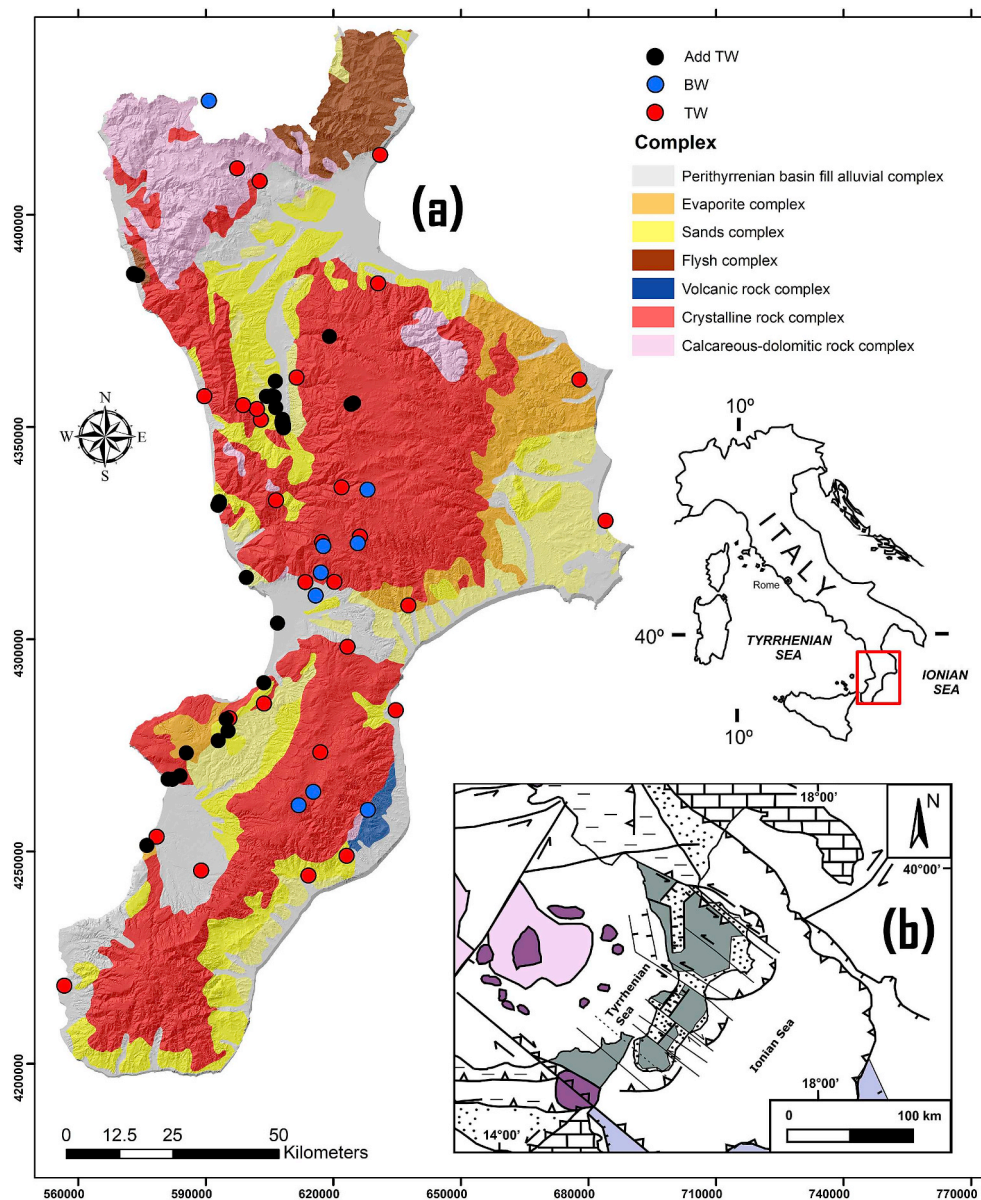 Add TW
BW
TW
Complex
Perithyrrenian basin fill alluvial complex
Evaporite complex
Sands complex
Flysh complex
Volcanic rock complex
Crystalline rock complex
Calcareous-dolomitic rock complex
(a)
4400000
4350000
4300000
4250000
4200000
N
W
E
S
10°
ITALY
Rome
40°
TYRRHENIAN
SEA
IONIAN
SEA
10°
18°00'
N
40°00'
(b)
Tyrrhenian
Sea
Ionian Sea
18°00'
0
100 km
14°00'
0
12.5
25
50
Kilometers
560000
590000
620000
650000
680000
710000
740000
770000